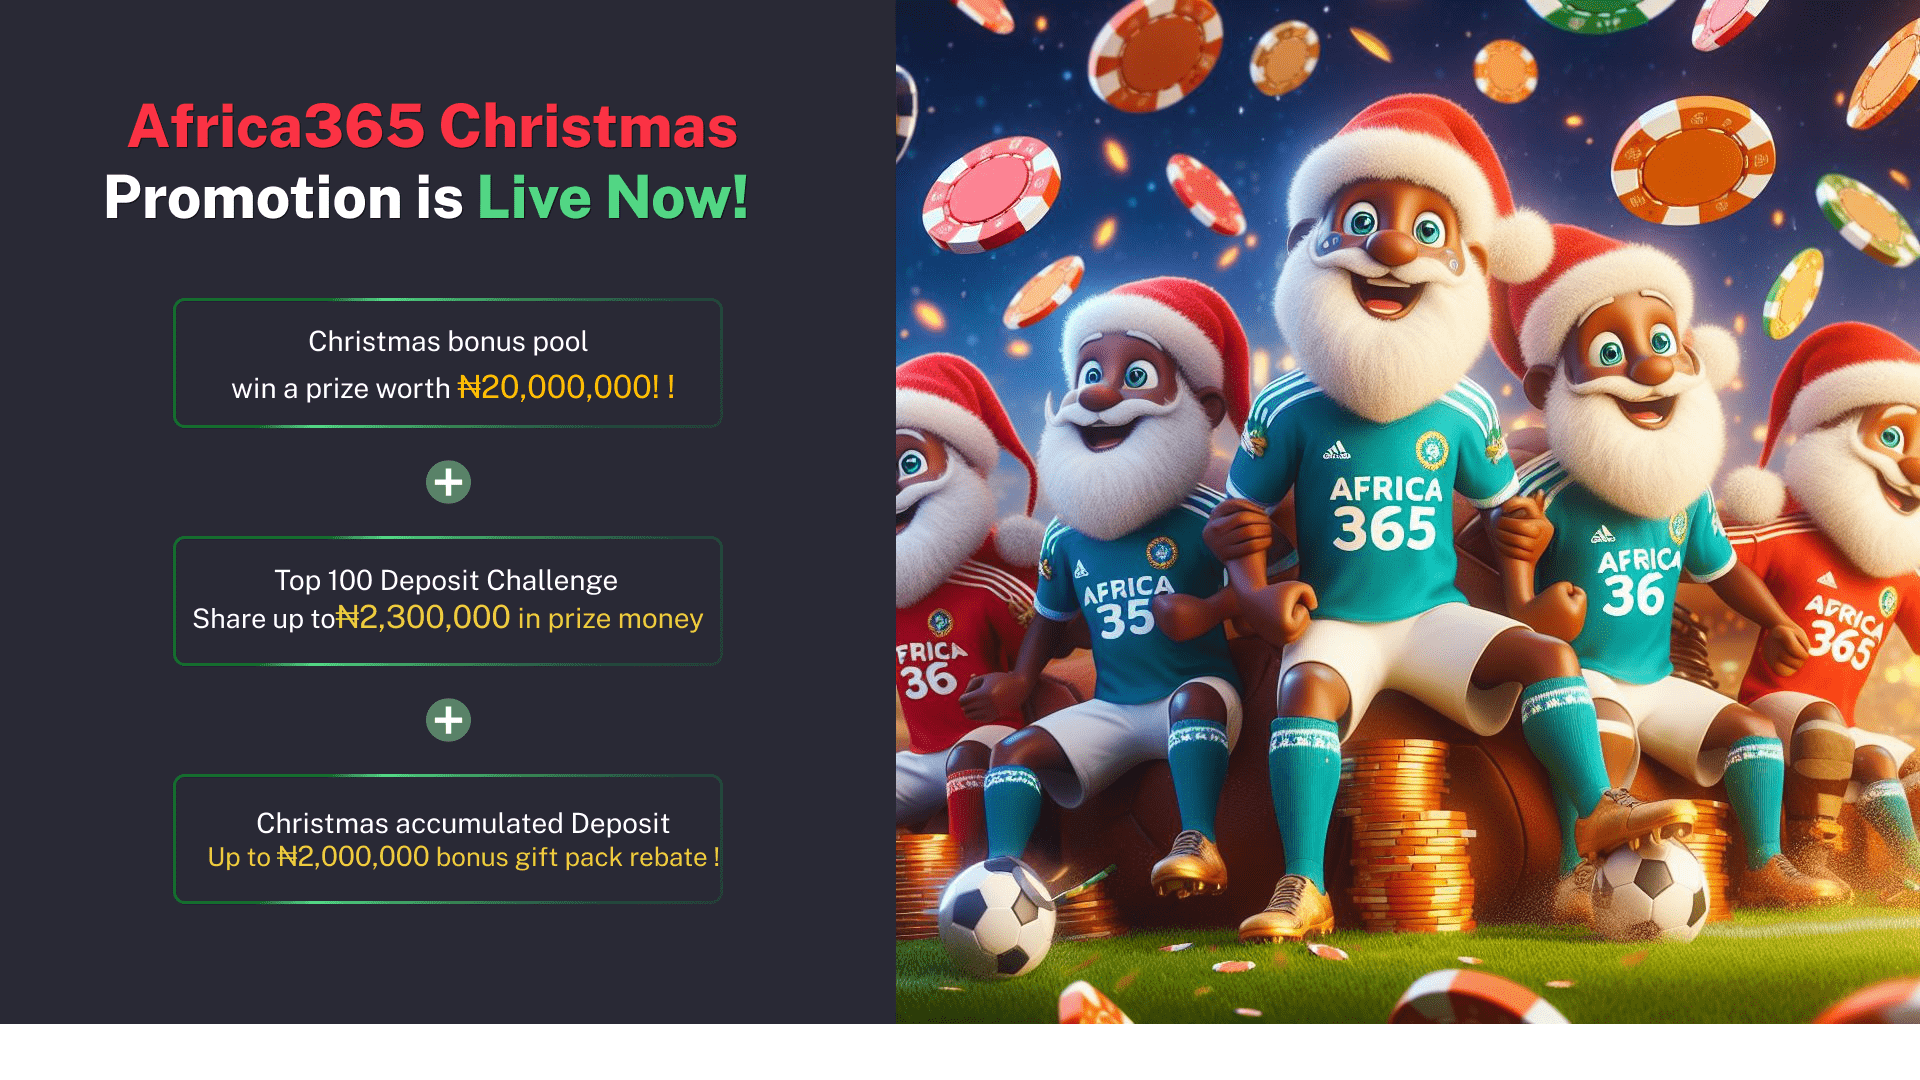 Africa365 Christmas
Promotion is Live Now!
Christmas bonus pool
win a prize worth ₦20,000,000! !
Top 100 Deposit Challenge
Share up to₦2,300,000 in prize money
Christmas accumulated Deposit
Up to ₦2,000,000 bonus gift pack rebate !
AFRICA
365
AFRICA
35
AFRICA
36
FRICA
36
AFRICA
365